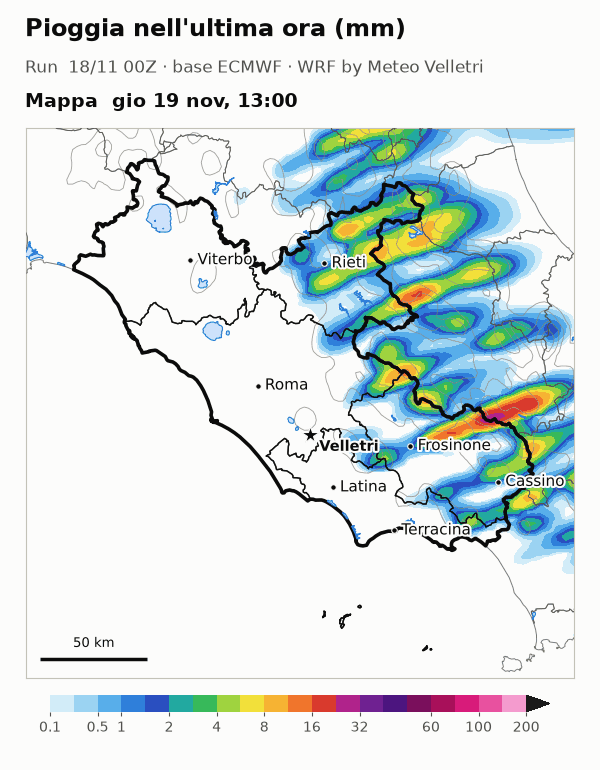 Pioggia nell'ultima ora (mm)
Run  18/11 00Z · base ECMWF · WRF by Meteo Velletri
Mappa  gio 19 nov, 13:00
Viterbo
Rieti
Roma
Velletri
Frosinone
Latina
Cassino
Terracina
50 km
0.1 0.5 1 2 4 8 16 32 60 100 200